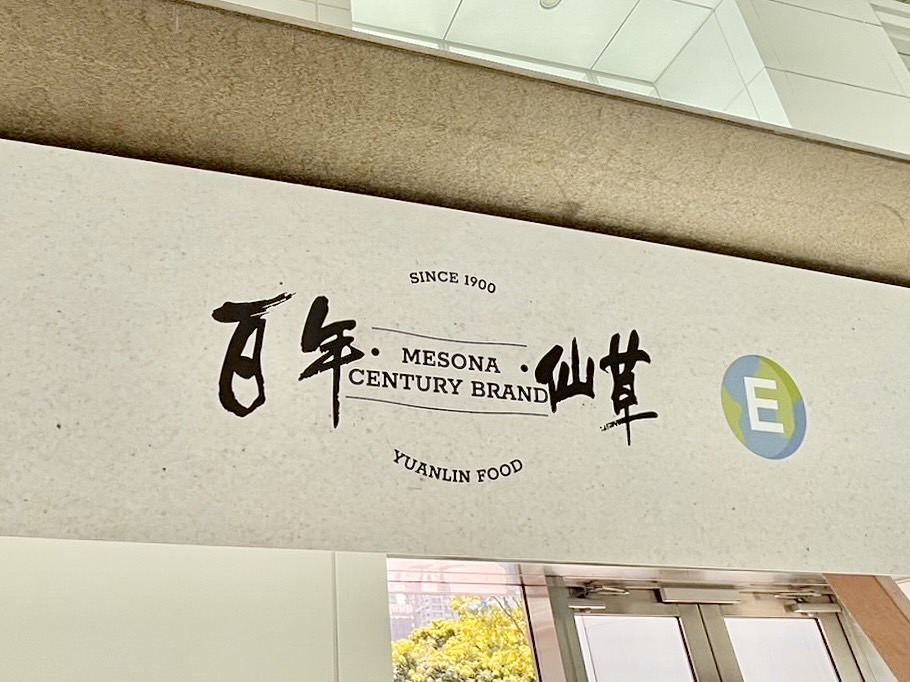 SINCE 1900
百年·
MESONA
CENTURY BRAND
·仙草
YUANLIN FOOD
E